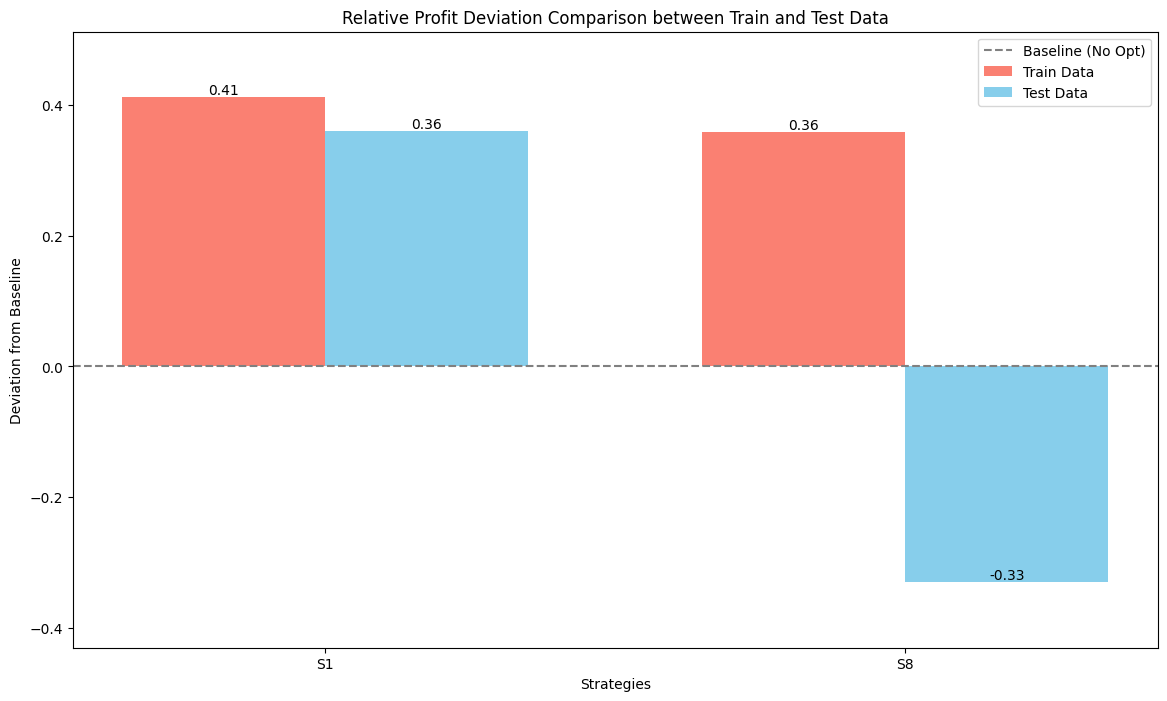 Relative Profit Deviation Comparison between Train and Test Data
Baseline (No Opt)
Train Data
Test Data
0.41
0.36
0.36
-0.33
0.4
0.2
0.0
−0.2
−0.4
Deviation from Baseline
S1
S8
Strategies